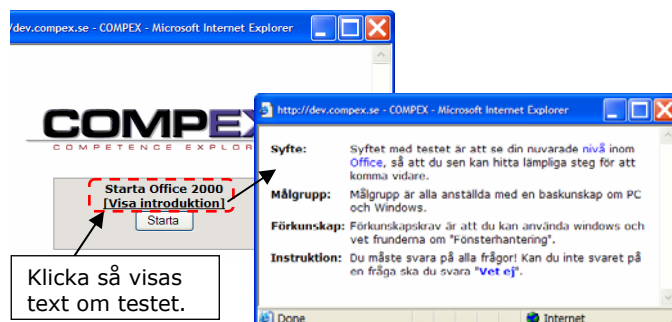 /dev.compex.se - COMPEX - Microsoft Internet Explorer
COMPEX
COMPETENCE EXPLOR
Starta Office 2000
[Visa introduktion]
Starta
Klicka så visas
text om testet.
http://dev.compex.se - COMPEX - Microsoft Internet Explorer
Syfte: Syftet med testet är att se din nuvarade nivå inom
Office, så att du sen kan hitta lämpliga steg för att
komma vidare.
Målgrupp: Målgrupp är alla anställda med en baskunskap om PC
och Windows.
Förkunskap: Förkunskapskrav är att du kan använda windows och
vet frunderna om "Fönsterhantering".
Instruktion: Du måste svara på alla frågor! Kan du inte svaret på
en fråga ska du svara "Vet ej".
Done
Internet